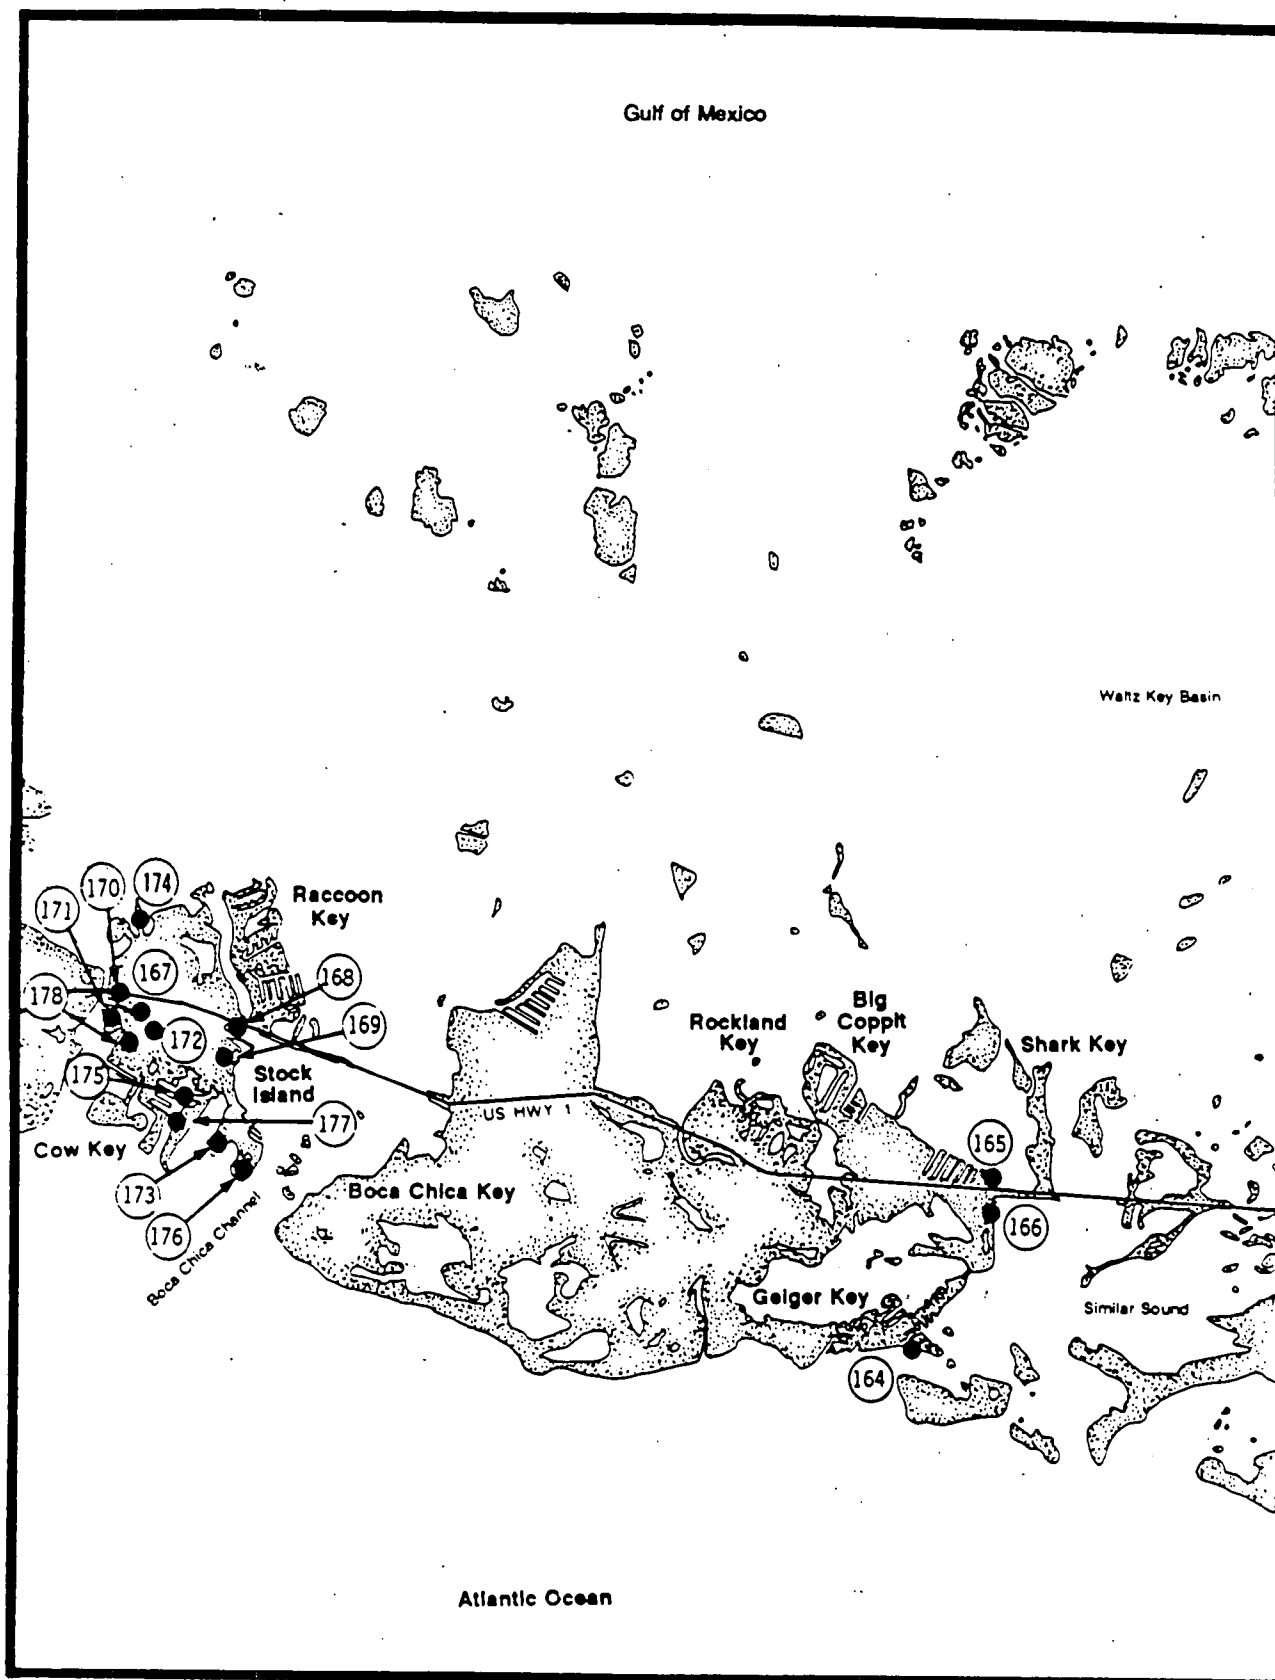 Gulf of Mexico
Waltz Key Basin
170
174
171
Raccoon
Key
167
178
168
Big
Coppit
Key
169
Rockland
Key
172
Shark Key
175
Stock
Island
US HWY 1
177
Cow Key
165
173
Boca Chica Key
176
166
Boca Chica Channel
Geiger Key
Similar Sound
164
Atlantic Ocean